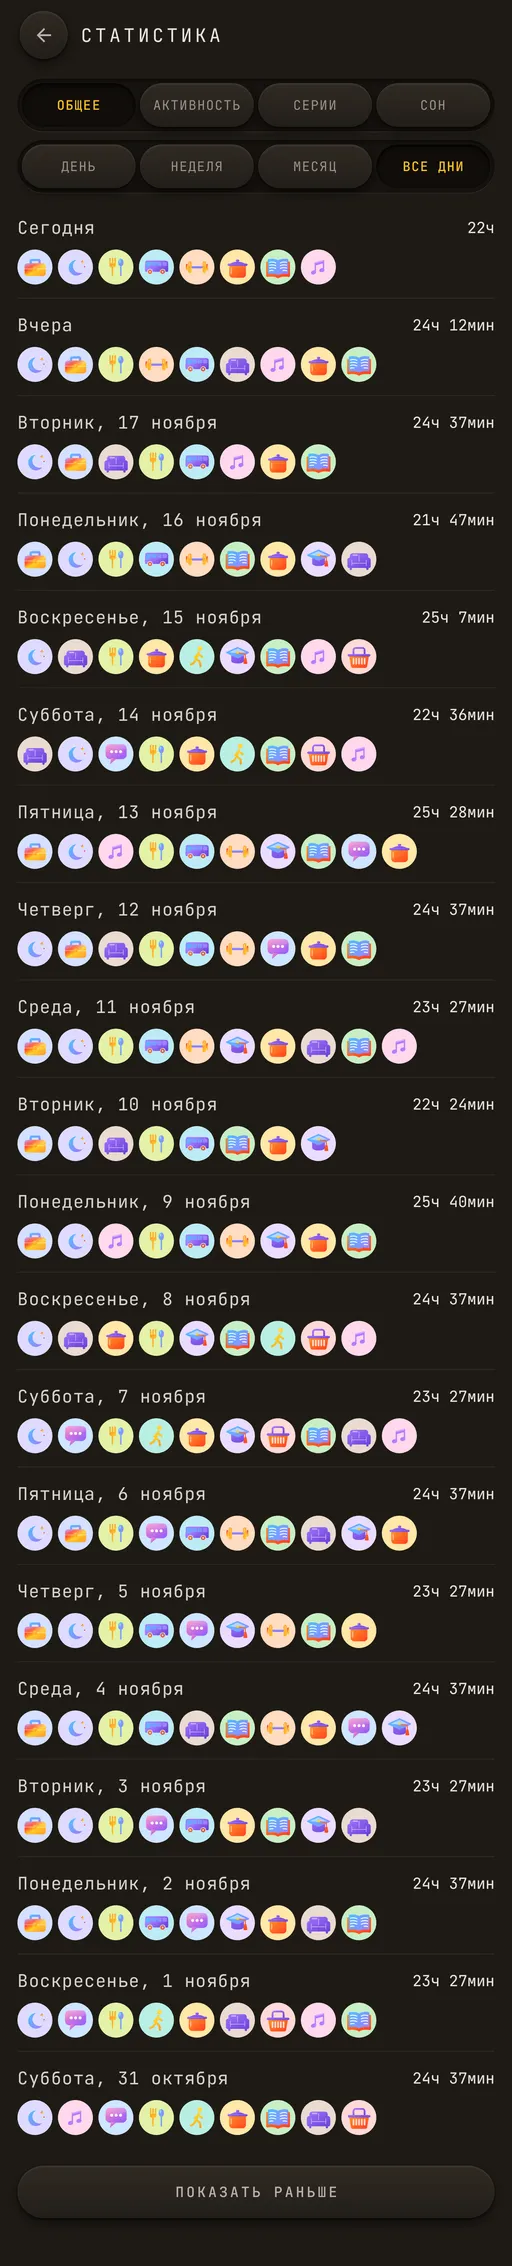 СТАТИСТИКА
ОБЩЕЕ АКТИВНОСТЬ СЕРИИ СОН
ДЕНЬ НЕДЕЛЯ МЕСЯЦ ВСЕ ДНИ
Сегодня 22ч
Вчера 24ч 12мин
Вторник, 17 ноября 24ч 37мин
Понедельник, 16 ноября 21ч 47мин
Воскресенье, 15 ноября 25ч 7мин
Суббота, 14 ноября 22ч 36мин
Пятница, 13 ноября 25ч 28мин
Четверг, 12 ноября 24ч 37мин
Среда, 11 ноября 23ч 27мин
Вторник, 10 ноября 22ч 24мин
Понедельник, 9 ноября 25ч 40мин
Воскресенье, 8 ноября 24ч 37мин
Суббота, 7 ноября 23ч 27мин
Пятница, 6 ноября 24ч 37мин
Четверг, 5 ноября 23ч 27мин
Среда, 4 ноября 24ч 37мин
Вторник, 3 ноября 23ч 27мин
Понедельник, 2 ноября 24ч 37мин
Воскресенье, 1 ноября 23ч 27мин
Суббота, 31 октября 24ч 37мин
ПОКАЗАТЬ РАНЬШЕ